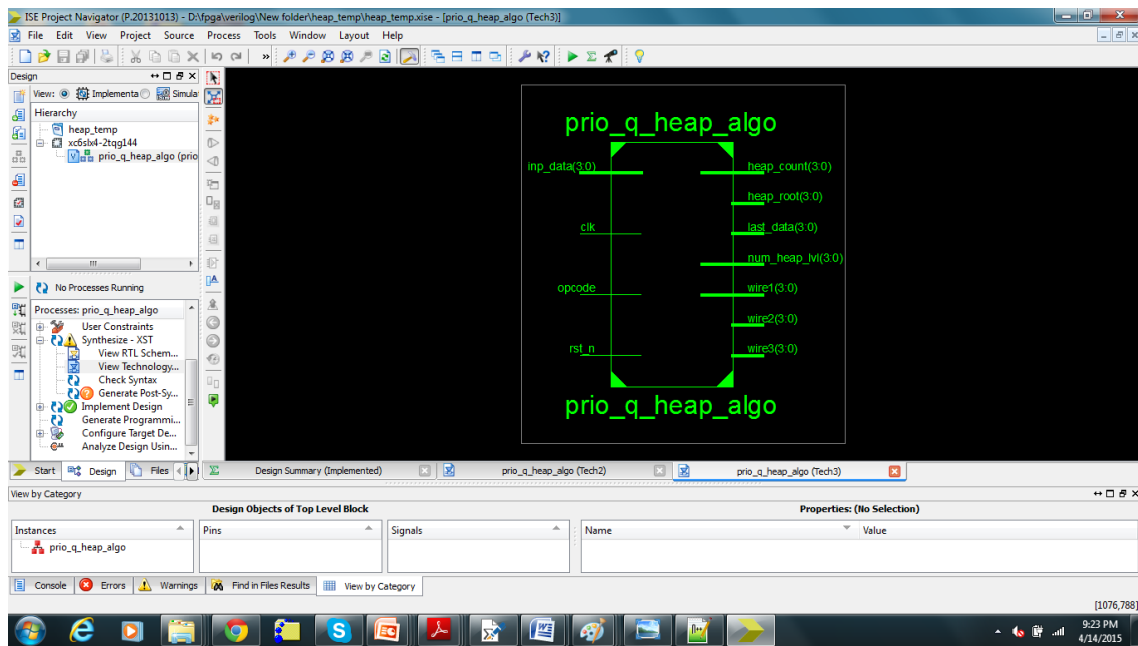 ISE Project Navigator (P.20131013) - D:\fpga\verilog\New folder\heap_temp\heap_temp.xise - [prio_q_heap_algo (Tech3)]
File Edit View Project Source Process Tools Window Layout Help
Design
View: Implementa Simula
Hierarchy
heap_temp
xc6slx4-2tqg144
prio_q_heap_algo (prio
No Processes Running
Processes: prio_q_heap_algo
User Constraints
Synthesize - XST
View RTL Schem...
View Technology...
Check Syntax
Generate Post-Sy...
Implement Design
Generate Programmi...
Configure Target De...
Analyze Design Usin...
Start Design Files
prio_q_heap_algo
inp_data(3:0)
heap_count(3:0)
heap_root(3:0)
clk
last_data(3:0)
num_heap_lvl(3:0)
opcode
wire1(3:0)
wire2(3:0)
rst_n
wire3(3:0)
prio_q_heap_algo
Design Summary (Implemented) prio_q_heap_algo (Tech2) prio_q_heap_algo (Tech3)
View by Category
Design Objects of Top Level Block Properties: (No Selection)
Instances Pins Signals Name Value
prio_q_heap_algo
Console Errors Warnings Find in Files Results View by Category
[1076,788]
9:23 PM
4/14/2015